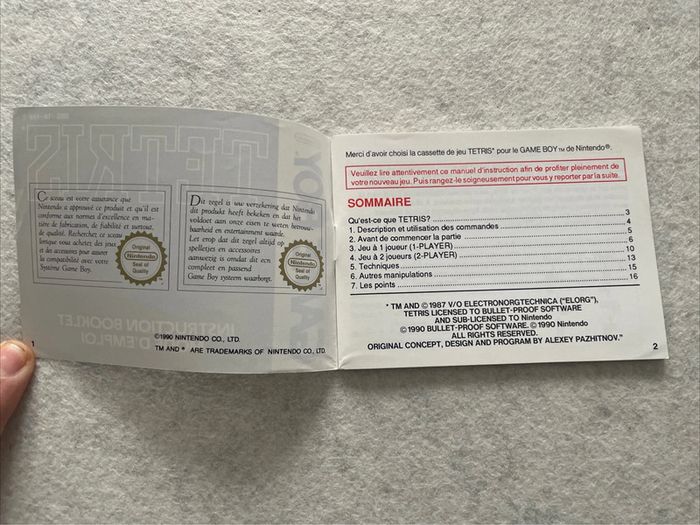 Ce sceau est votre assurance que
Nintendo a approuvé ce produit et qu'il est
conforme aux normes d'excellence en ma-
tière de fabrication, de fiabilité et surtout,
de qualité. Recherchez ce sceau
lorsque vous achetez des jeux
et des accessoires pour assurer
la compatibilité avec votre
Système Game Boy.
Original
Nintendo
Seal of
Quality
Dit zegel is uw verzekering dat Nintendo
dit produkt heeft bekeken en dat het
voldoet aan onze eisen te weten betrouw-
baarheid en entertainment waarde.
Let erop dat dit zegel altijd op
spelletjes en accessoires
aanwezig is omdat dit een
compleet en passend
Game Boy systeem waarborgt.
Original
Nintendo
Seal of
Quality
©1990 NINTENDO CO., LTD.
TM AND ® ARE TRADEMARKS OF NINTENDO CO., LTD.
1
Merci d'avoir choisi la cassette de jeu TETRIS* pour le GAME BOY™ de Nintendo®.
Veuillez lire attentivement ce manuel d'instruction afin de profiter pleinement de
votre nouveau jeu. Puis rangez-le soigneusement pour vous y reporter par la suite.
SOMMAIRE
Qu'est-ce que TETRIS? 3
1. Description et utilisation des commandes 4
2. Avant de commencer la partie 5
3. Jeu à 1 joueur (1-PLAYER) 6
4. Jeu à 2 joueurs (2-PLAYER) 10
5. Techniques 13
6. Autres manipulations 15
7. Les points 16
* TM AND © 1987 V/O ELECTRONORGTECHNICA ("ELORG"),
TETRIS LICENSED TO BULLET-PROOF SOFTWARE
AND SUB-LICENSED TO Nintendo
© 1990 BULLET-PROOF SOFTWARE. © 1990 Nintendo
ALL RIGHTS RESERVED.
ORIGINAL CONCEPT, DESIGN AND PROGRAM BY ALEXEY PAZHITNOV."
2